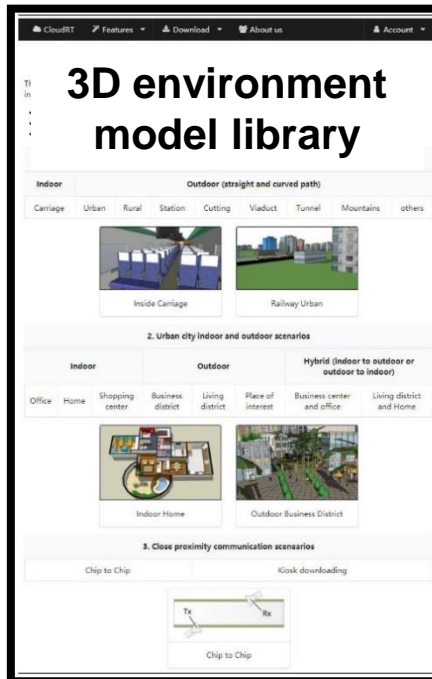 CloudRT Features Download About us Account
Th
3D environment
in
model library
Indoor Outdoor (straight and curved path)
Carriage Urban Rural Station Cutting Viaduct Tunnel Mountains others
Inside Carriage Railway Urban
2. Urban city indoor and outdoor scenarios
Indoor Outdoor Hybrid (Indoor to outdoor or
outdoor to indoor)
Office Home Shopping
center Business
district Living
district Place of
interest Business center
and office Living district
and Home
Indoor Home Outdoor Business District
3. Close proximity communication scenearios
Chip to Chip Kiosk downloading
Tx Rx
Chip to Chip